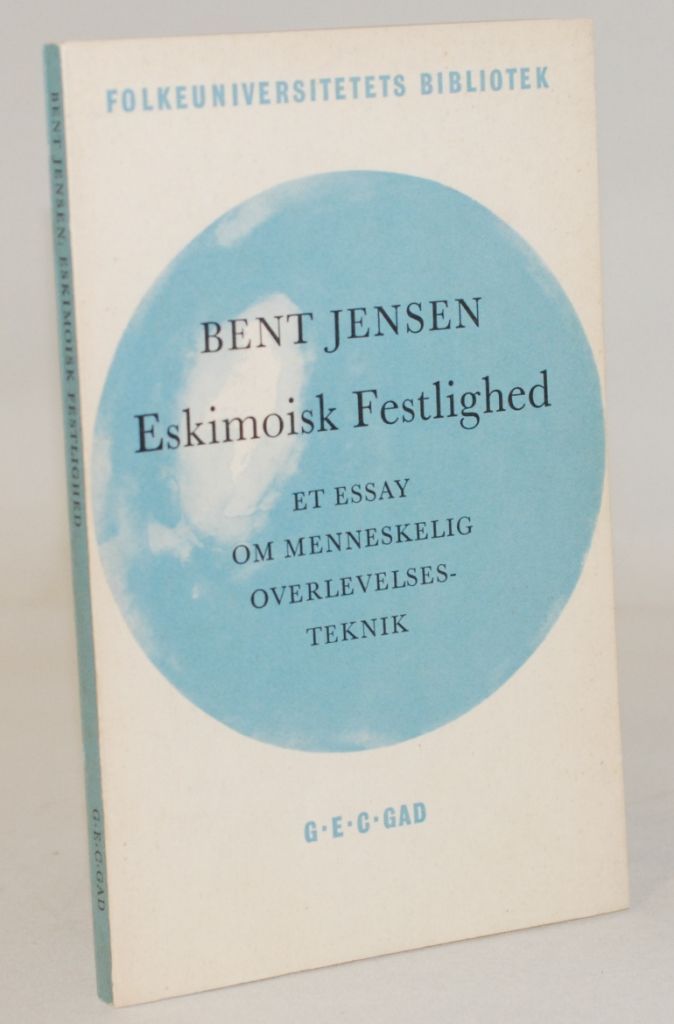 FOLKEUNIVERSITETETS BIBLIOTEK
BENT JENSEN
Eskimoisk Festlighed
ET ESSAY
OM MENNESKELIG
OVERLEVELSES-
TEKNIK
G·E·C·GAD
BENT JENSEN: ESKIMOISK FESTLIGHED
G·E·C·GAD